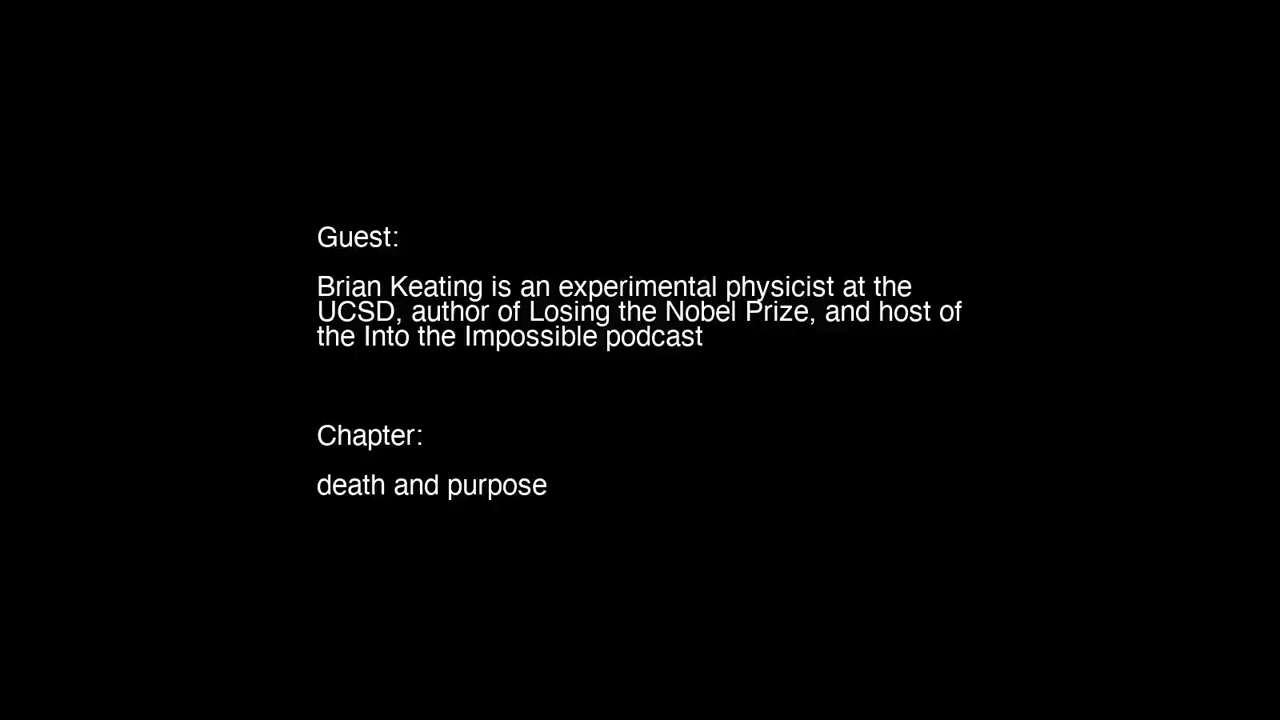 Guest:
Brian Keating is an experimental physicist at the
UCSD, author of Losing the Nobel Prize, and host of
the Into the Impossible podcast
Chapter:
death and purpose